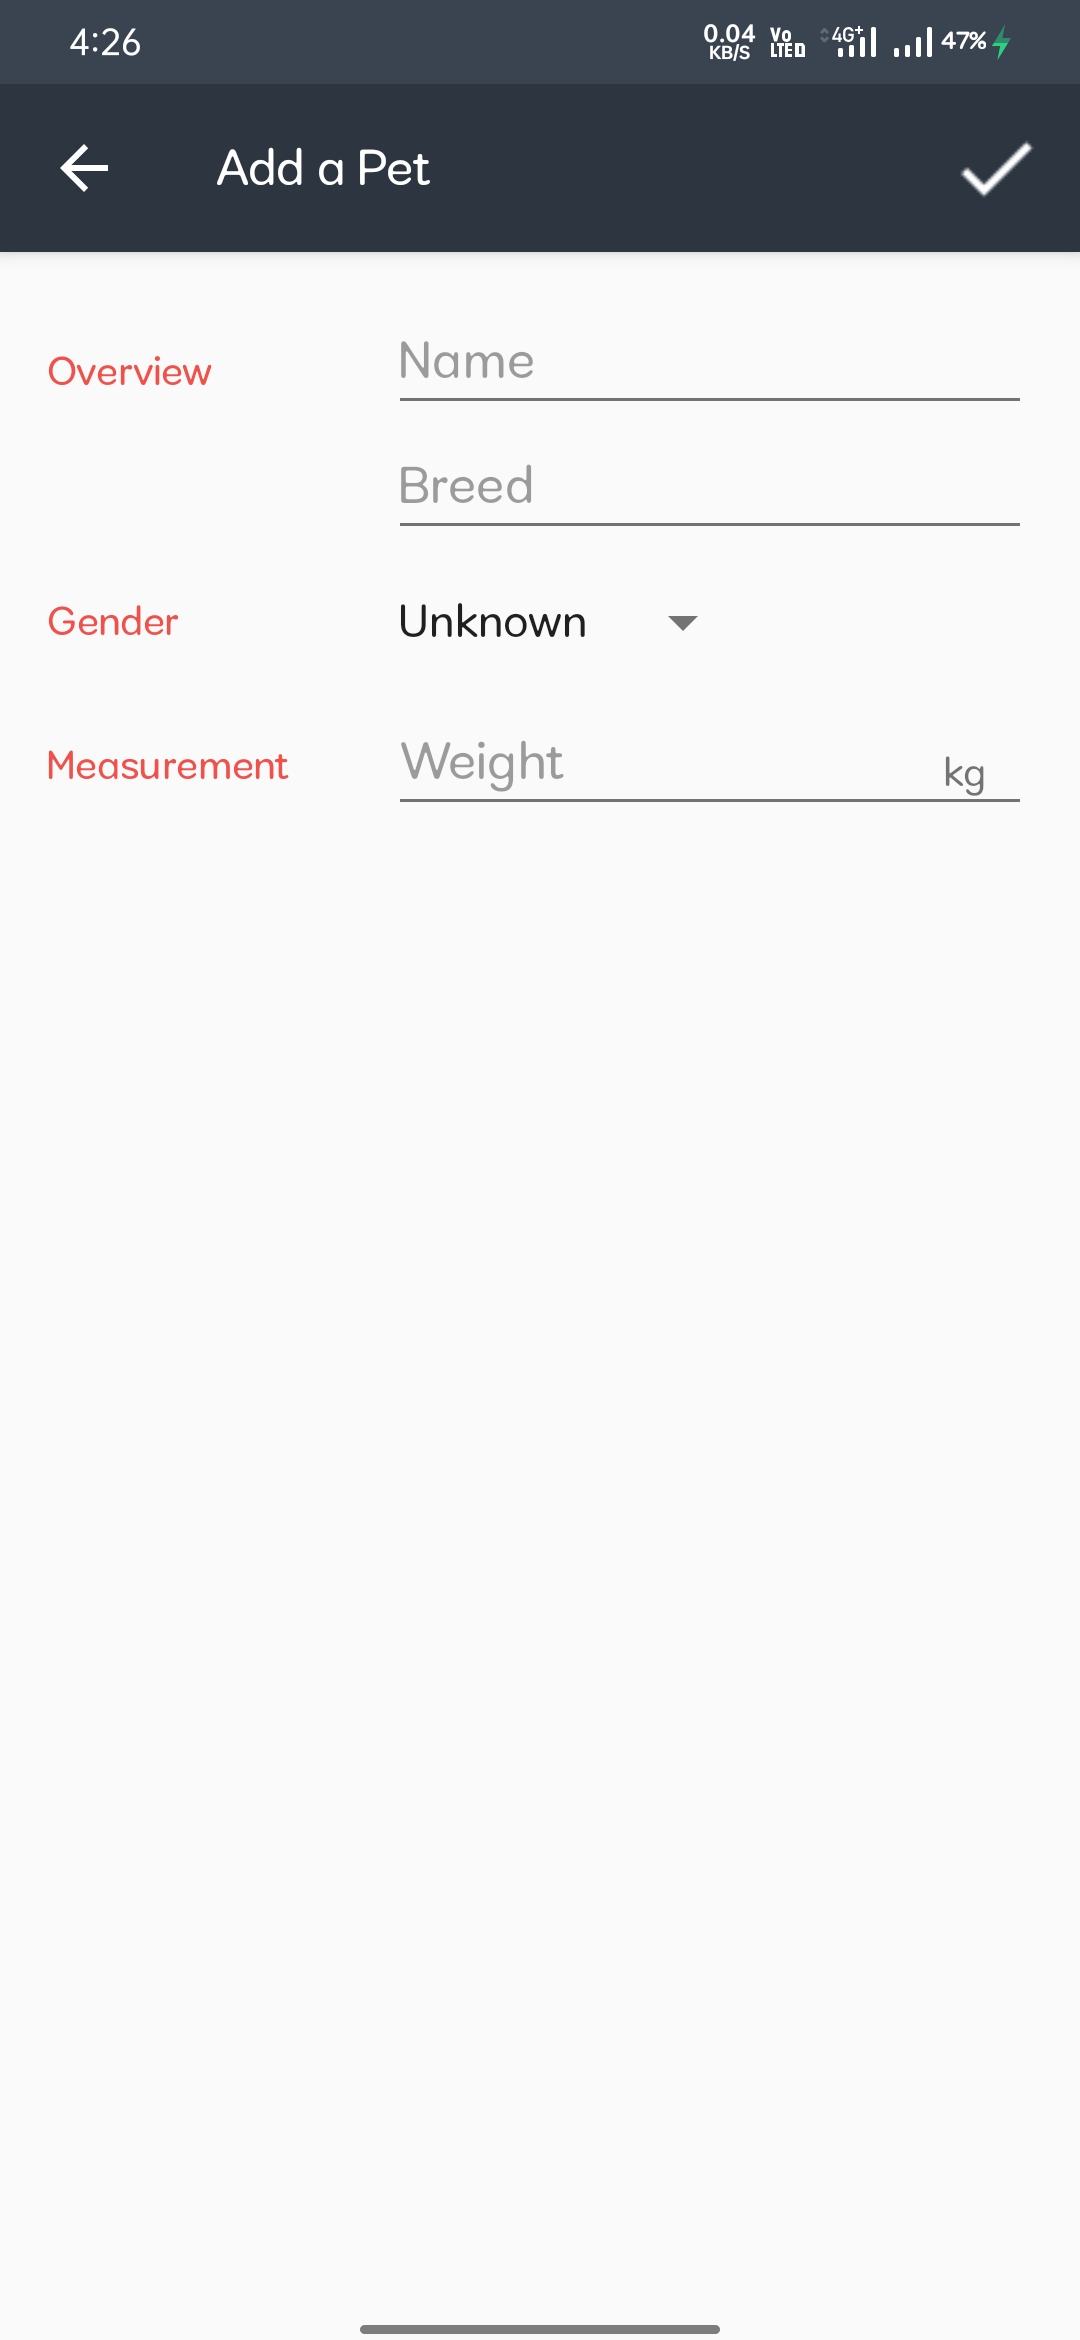 4:26
0.04 KB/S Vo LTE 4G+ 47%
Add a Pet
Overview Name
Breed
Gender Unknown
Measurement Weight kg